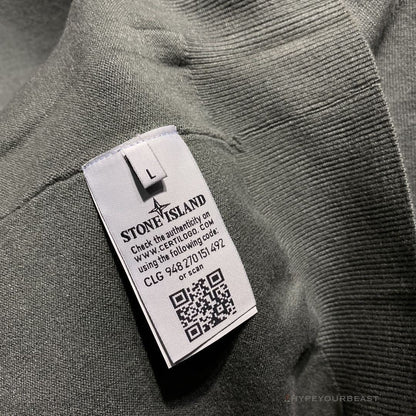 L
STONE ISLAND
Check the authenticity on
WWW.CERTILOGO.COM
using the following code:
CLG 948 270 151 492
or scan
HYPEYOURBEAST